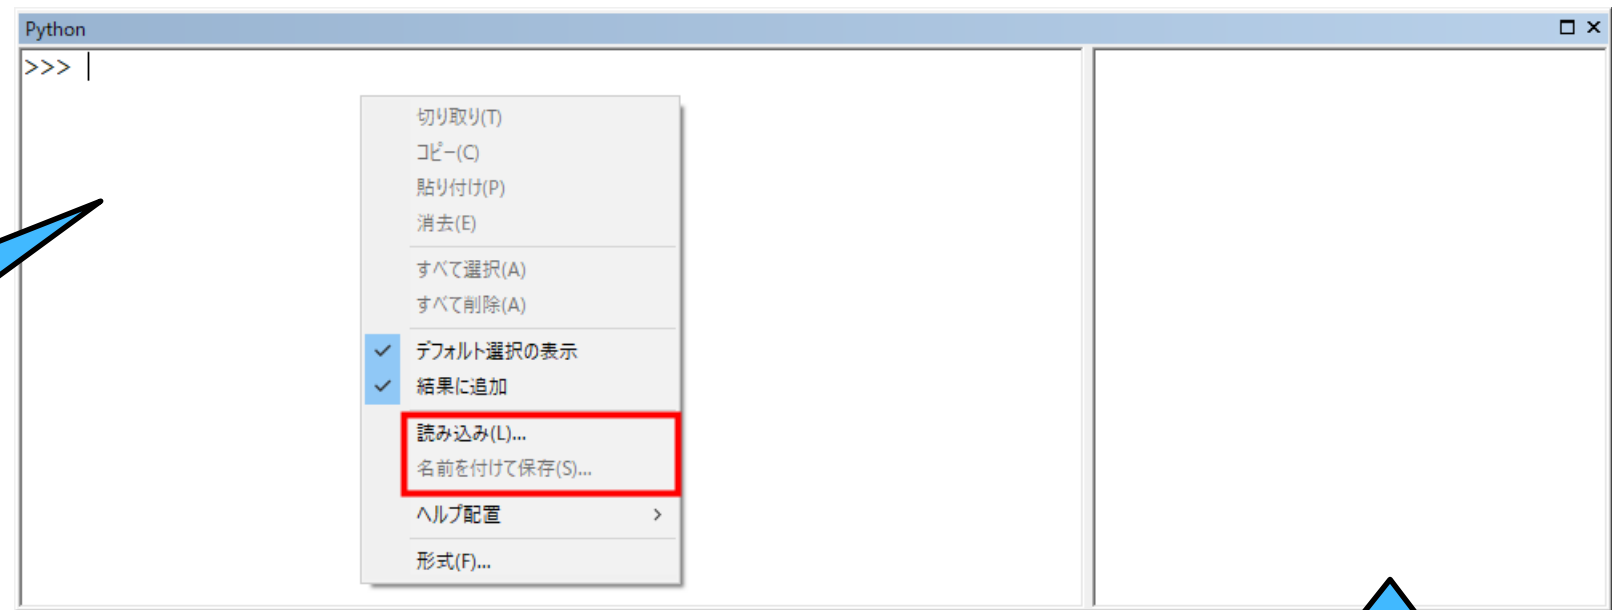 Python
>>>
切り取り(T)
コピー(C)
貼り付け(P)
消去(E)
すべて選択(A)
すべて削除(A)
デフォルト選択の表示
結果に追加
読み込み(L)...
名前を付けて保存(S)...
ヘルプ配置
形式(F)...